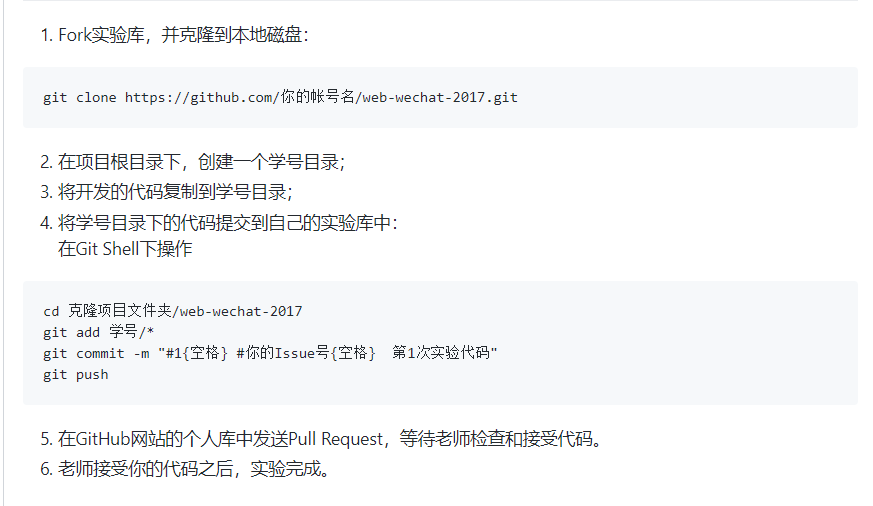 1. Fork实验库，并克隆到本地磁盘：
git clone https://github.com/你的帐号名/web-wechat-2017.git
2. 在项目根目录下，创建一个学号目录；
3. 将开发的代码复制到学号目录；
4. 将学号目录下的代码提交到自己的实验库中：
在Git Shell下操作
cd 克隆项目文件夹/web-wechat-2017
git add 学号/*
git commit -m "#1{空格} #你的Issue号{空格}  第1次实验代码"
git push
5. 在GitHub网站的个人库中发送Pull Request，等待老师检查和接受代码。
6. 老师接受你的代码之后，实验完成。